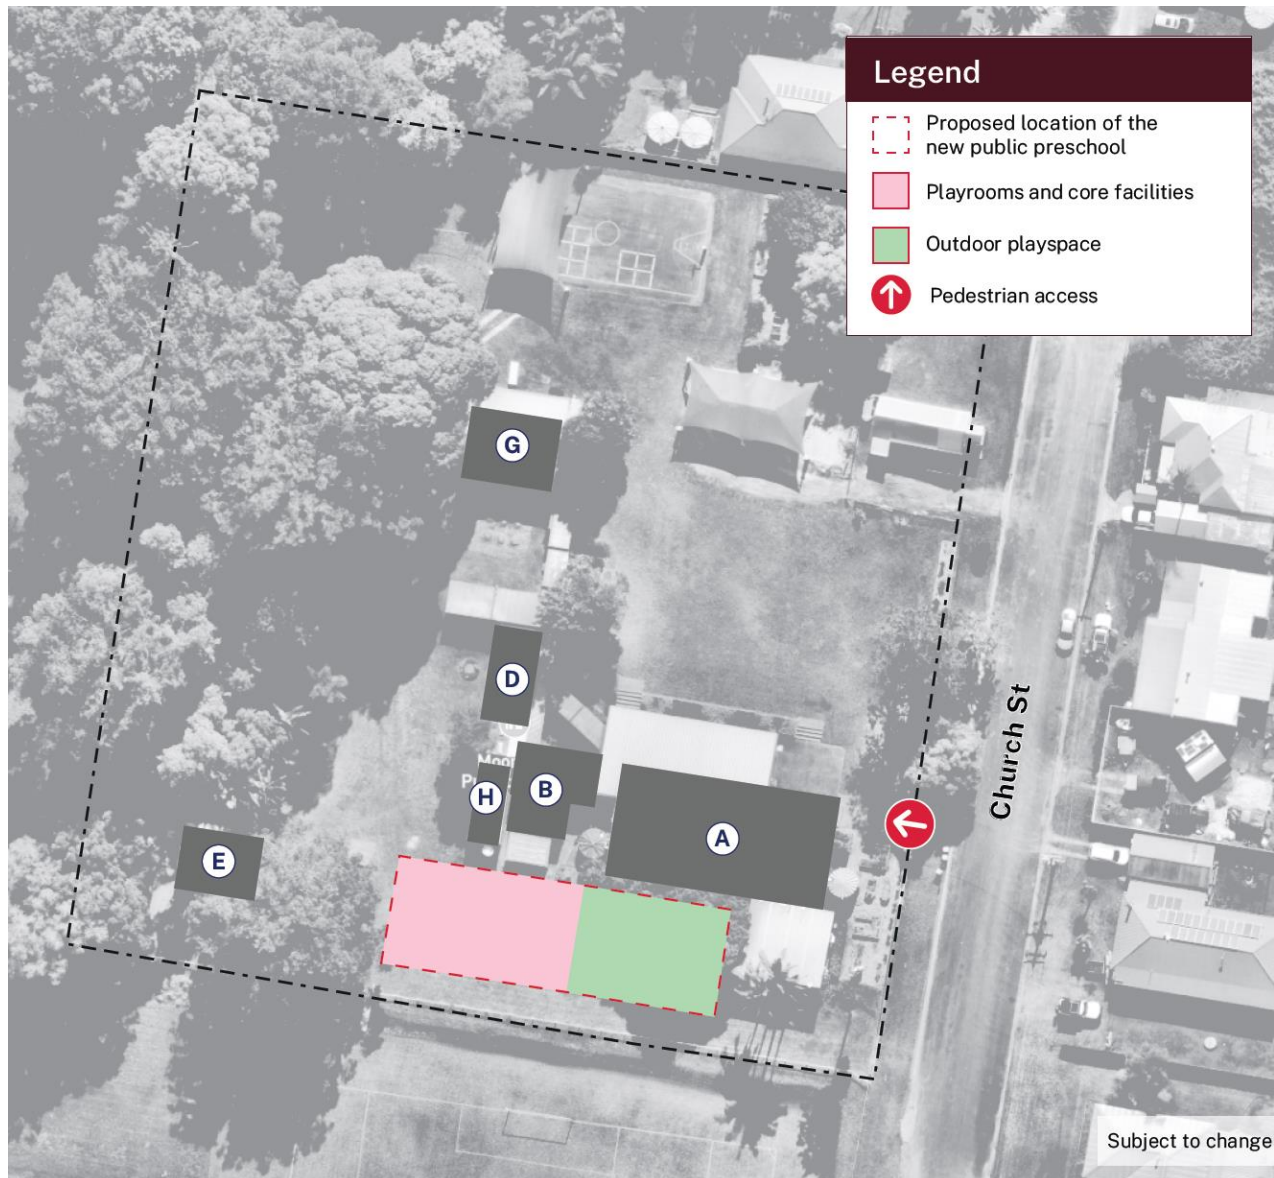 Legend
Proposed location of the
new public preschool
Playrooms and core facilities
Outdoor playspace
Pedestrian access
G
D
B
H
A
E
Church St
Subject to change